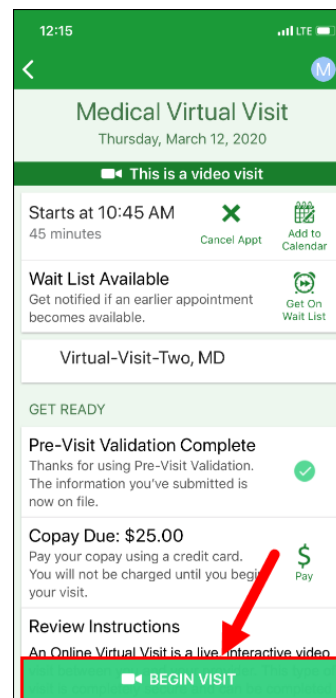 12:15
LTE
M
Medical Virtual Visit
Thursday, March 12, 2020
This is a video visit
Starts at 10:45 AM
45 minutes
Cancel Appt
Add to
Calendar
Wait List Available
Get notified if an earlier appointment
becomes available.
Get On
Wait List
Virtual-Visit-Two, MD
GET READY
Pre-Visit Validation Complete
Thanks for using Pre-Visit Validation.
The information you've submitted is
now on file.
Copay Due: $25.00
Pay your copay using a credit card.
You will not be charged until you begin
your visit.
$
Pay
Review Instructions
An Online Virtual Visit is a live, interactive video
BEGIN VISIT